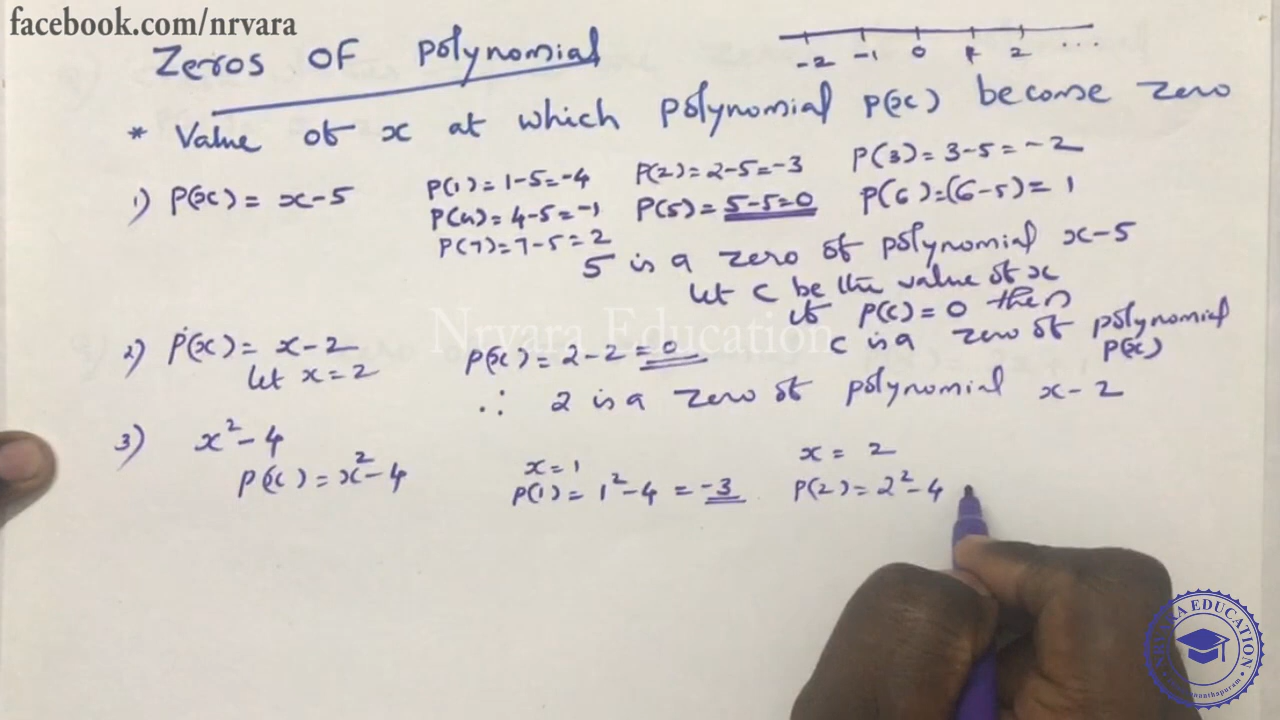 facebook.com/nrvara
Zeros OF polynomial
-2 -1 0 1 2 ...
* Value of x at which polynomial P(x) become zero
1) P(x) = x-5
P(1)=1-5=-4 P(2)=2-5=-3 P(3)=3-5=-2
P(4)=4-5=-1 P(5)=5-5=0 P(6)=(6-5)=1
P(7)=7-5=2
5 is a zero of polynomial x-5
let c be the value of x
if P(c)=0 then
c is a zero of polynomial
P(x)
Nrvara Education
2) P(x) = x-2
let x=2
P(x)=2-2=0
∴ 2 is a zero of polynomial x-2
3) x²-4
P(x)=x²-4
x=1
P(1)=1²-4=-3
x=2
P(2)=2²-4
NRVARA EDUCATION